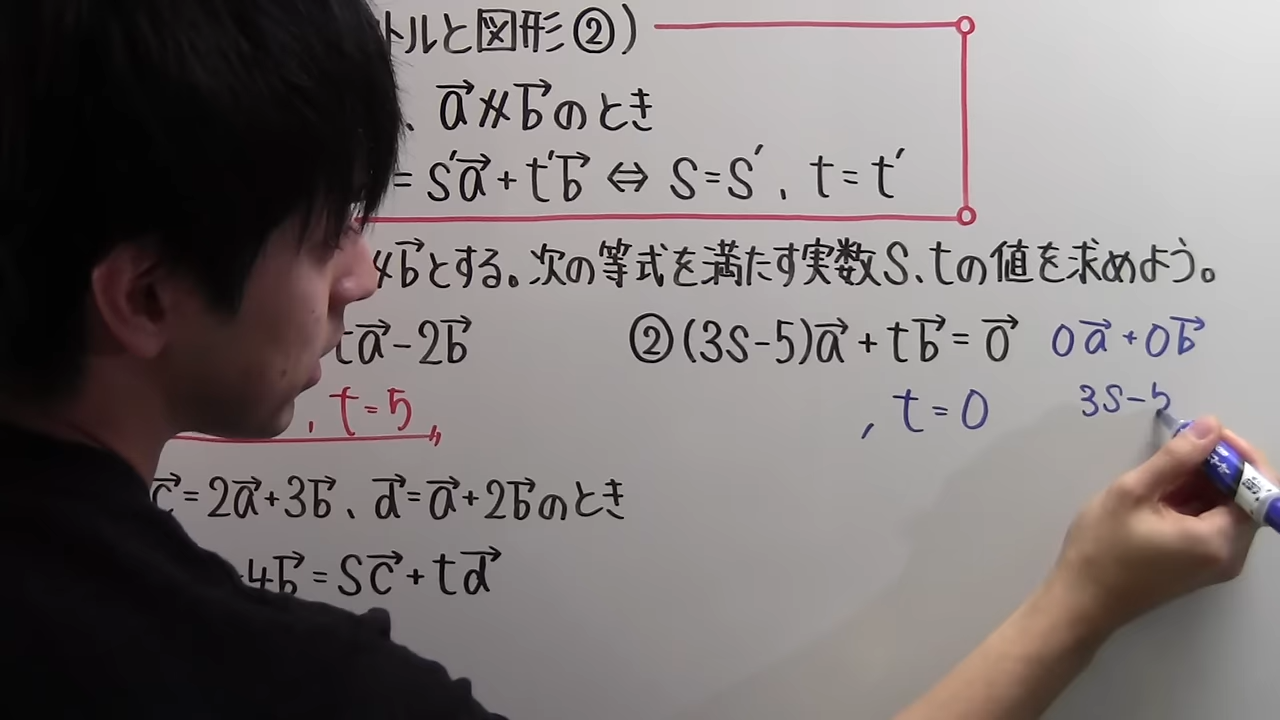 トルと図形②)
、a⃗∦b⃗のとき
=s'a⃗+t'b⃗⇔s=s'、t=t'
∦b⃗とする。次の等式を満たす実数s、tの値を求めよう。
ta⃗-2b⃗
②(3s-5)a⃗+tb⃗=0⃗ 0a⃗+0b⃗
, t=5
, t=0
3s-5
c⃗=2a⃗+3b⃗、d⃗=a⃗+2b⃗のとき
4b⃗=sc⃗+td⃗